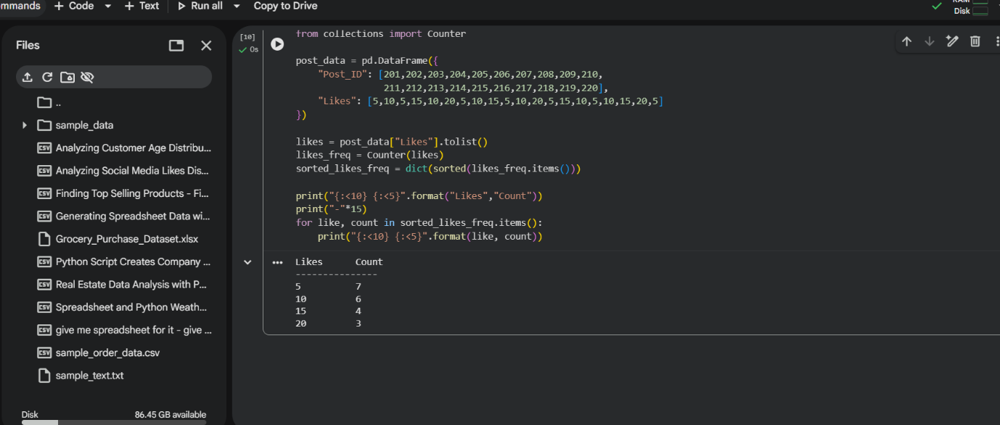 mmands + Code + Text Run all Copy to Drive
RAM
Disk
Files
..
sample_data
Analyzing Customer Age Distribu...
Analyzing Social Media Likes Dis...
Finding Top Selling Products - Fi...
Generating Spreadsheet Data wi...
Grocery_Purchase_Dataset.xlsx
Python Script Creates Company ...
Real Estate Data Analysis with P...
Spreadsheet and Python Weath...
give me spreadsheet for it - give ...
sample_order_data.csv
sample_text.txt
Disk 86.45 GB available
[10]
0s
from collections import Counter
post_data = pd.DataFrame({
    "Post_ID": [201,202,203,204,205,206,207,208,209,210,
                211,212,213,214,215,216,217,218,219,220],
    "Likes": [5,10,5,15,10,20,5,10,15,5,10,20,5,15,10,5,10,15,20,5]
})
likes = post_data["Likes"].tolist()
likes_freq = Counter(likes)
sorted_likes_freq = dict(sorted(likes_freq.items()))
print("{:<10} {:<5}".format("Likes","Count"))
print("-"*15)
for like, count in sorted_likes_freq.items():
    print("{:<10} {:<5}".format(like, count))
Likes Count
---------------
5 7
10 6
15 4
20 3